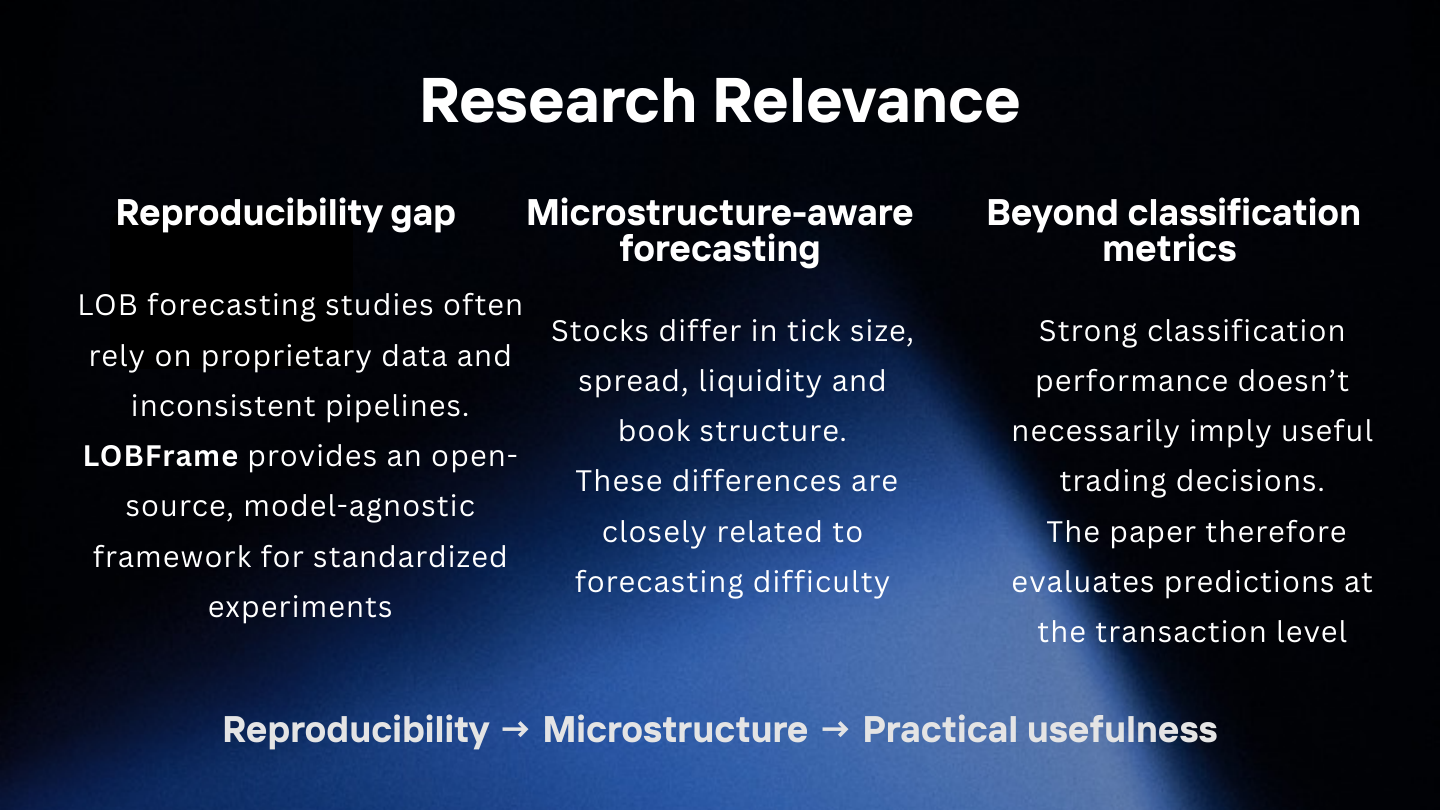 Research Relevance
Reproducibility gap
LOB forecasting studies often
rely on proprietary data and
inconsistent pipelines.
LOBFrame provides an open-
source, model-agnostic
framework for standardized
experiments
Microstructure-aware
forecasting
Stocks differ in tick size,
spread, liquidity and
book structure.
These differences are
closely related to
forecasting difficulty
Beyond classification
metrics
Strong classification
performance doesn’t
necessarily imply useful
trading decisions.
The paper therefore
evaluates predictions at
the transaction level
Reproducibility → Microstructure → Practical usefulness